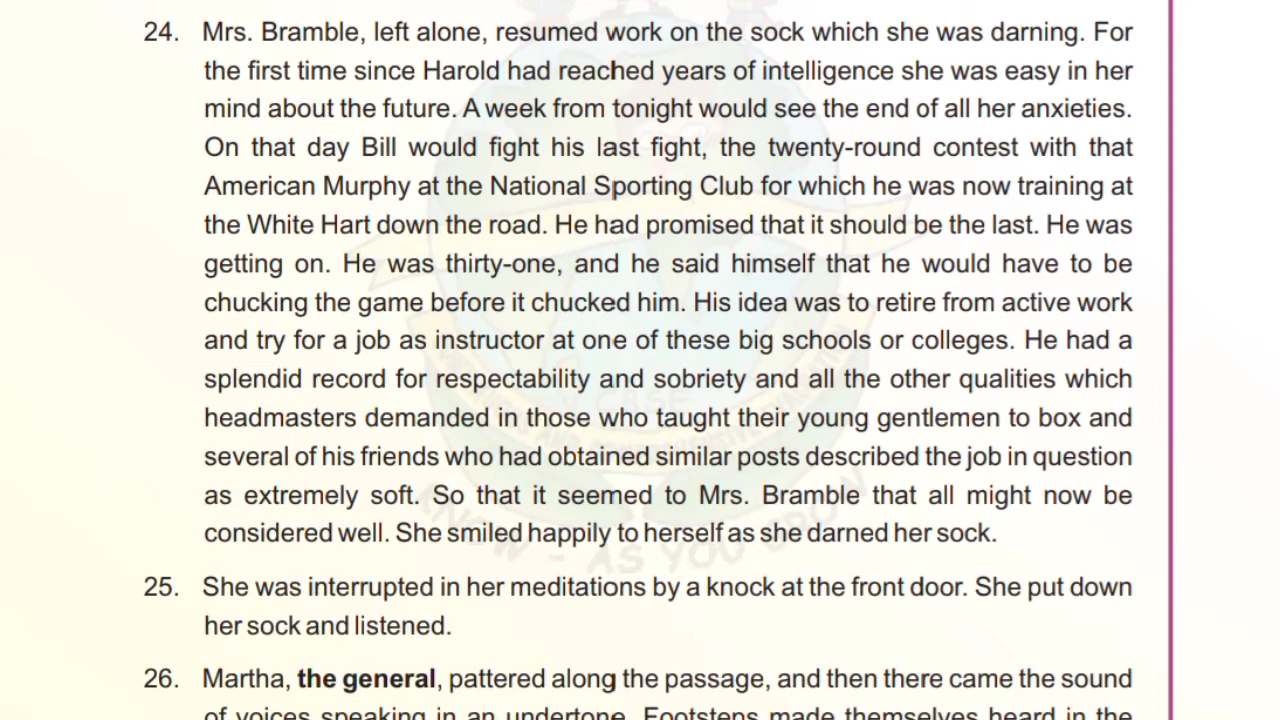 24. Mrs. Bramble, left alone, resumed work on the sock which she was darning. For
the first time since Harold had reached years of intelligence she was easy in her
mind about the future. A week from tonight would see the end of all her anxieties.
On that day Bill would fight his last fight, the twenty-round contest with that
American Murphy at the National Sporting Club for which he was now training at
the White Hart down the road. He had promised that it should be the last. He was
getting on. He was thirty-one, and he said himself that he would have to be
chucking the game before it chucked him. His idea was to retire from active work
and try for a job as instructor at one of these big schools or colleges. He had a
splendid record for respectability and sobriety and all the other qualities which
headmasters demanded in those who taught their young gentlemen to box and
several of his friends who had obtained similar posts described the job in question
as extremely soft. So that it seemed to Mrs. Bramble that all might now be
considered well. She smiled happily to herself as she darned her sock.
25. She was interrupted in her meditations by a knock at the front door. She put down
her sock and listened.
26. Martha, the general, pattered along the passage, and then there came the sound
of voices speaking in an undertone. Footsteps made themselves heard in the